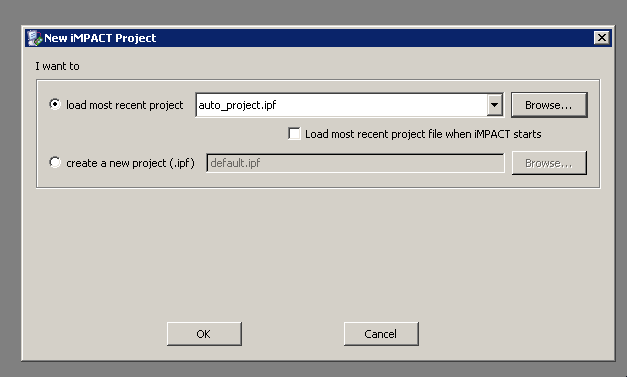 New iMPACT Project
I want to
load most recent project auto_project.ipf Browse...
Load most recent project file when iMPACT starts
create a new project (.ipf) default.ipf Browse...
OK Cancel